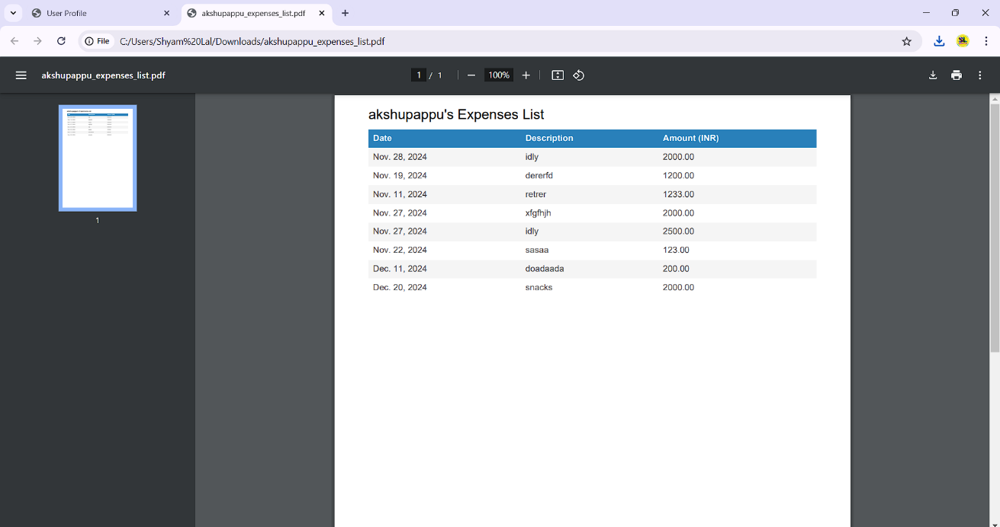 User Profile
akshupappu_expenses_list.pdf
File C:/Users/Shyam%20Lal/Downloads/akshupappu_expenses_list.pdf
SL
akshupappu_expenses_list.pdf 1 / 1 100%
1
akshupappu's Expenses List
Date Description Amount (INR)
Nov. 28, 2024 idly 2000.00
Nov. 19, 2024 dererfd 1200.00
Nov. 11, 2024 retrer 1233.00
Nov. 27, 2024 xfgfhjh 2000.00
Nov. 27, 2024 idly 2500.00
Nov. 22, 2024 sasaa 123.00
Dec. 11, 2024 doadaada 200.00
Dec. 20, 2024 snacks 2000.00